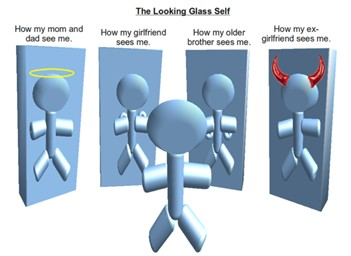 The Looking Glass Self
How my mom and
dad see me.
How my girlfriend
sees me.
How my older
brother sees me.
How my ex-
girlfriend sees me.